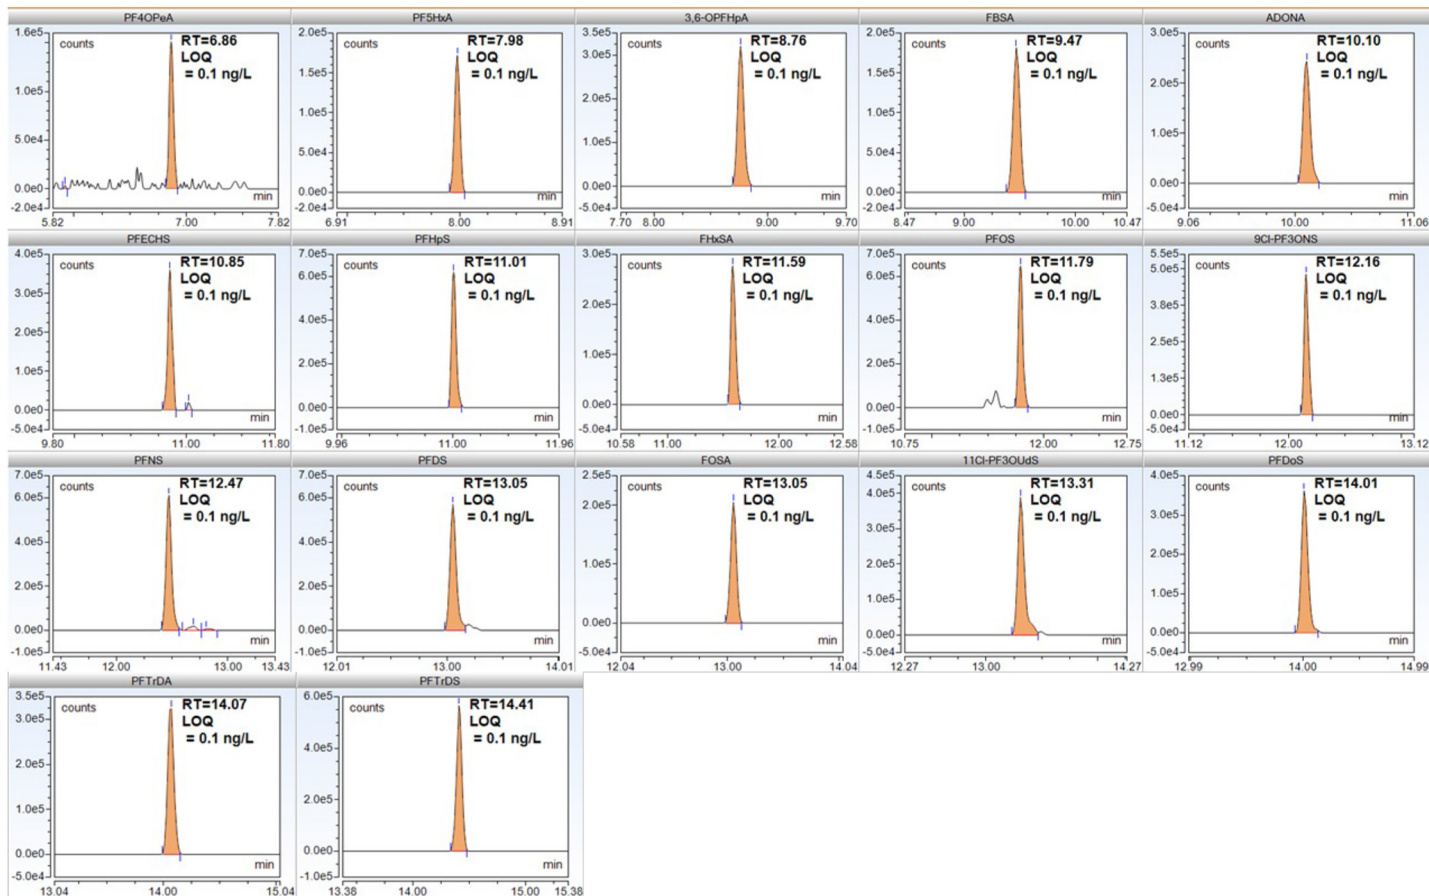 PF4OPeA
1.6e5
counts
RT=6.86
LOQ
= 0.1 ng/L
1.0e5
5.0e4
0.0e0
min
-2.0e4
5.82
7.00
7.82
PF5HxA
2.0e5
counts
RT=7.98
LOQ
= 0.1 ng/L
1.5e5
1.0e5
5.0e4
0.0e0
min
-2.0e4
6.91
8.00
8.91
3,6-OPFHpA
3.5e5
counts
RT=8.76
LOQ
= 0.1 ng/L
3.0e5
2.0e5
1.0e5
0.0e0
min
-5.0e4
7.70
8.00
9.00
9.70
FBSA
2.0e5
counts
RT=9.47
LOQ
= 0.1 ng/L
1.5e5
1.0e5
5.0e4
0.0e0
min
-2.0e4
8.47
9.00
10.00
10.47
ADONA
3.0e5
counts
RT=10.10
LOQ
= 0.1 ng/L
2.0e5
1.0e5
0.0e0
min
-5.0e4
9.06
10.00
11.06
PFECHS
4.0e5
counts
RT=10.85
LOQ
= 0.1 ng/L
3.0e5
2.0e5
1.0e5
0.0e0
min
-5.0e4
9.80
11.00
11.80
PFHpS
7.0e5
counts
RT=11.01
LOQ
= 0.1 ng/L
6.0e5
4.0e5
2.0e5
0.0e0
min
-1.0e5
9.96
11.00
11.96
FHxSA
3.0e5
counts
RT=11.59
LOQ
= 0.1 ng/L
2.0e5
1.0e5
0.0e0
min
-5.0e4
10.58
11.00
12.00
12.58
PFOS
7.0e5
counts
RT=11.79
LOQ
= 0.1 ng/L
6.0e5
4.0e5
2.0e5
0.0e0
min
-1.0e5
10.75
12.00
12.75
9Cl-PF3ONS
5.5e5
counts
RT=12.16
LOQ
= 0.1 ng/L
5.0e5
3.8e5
2.5e5
1.3e5
0.0e0
min
-5.0e4
11.12
12.00
13.12
PFNS
7.0e5
counts
RT=12.47
LOQ
= 0.1 ng/L
6.0e5
4.0e5
2.0e5
0.0e0
min
-1.0e5
11.43
12.00
13.00
13.43
PFDS
7.0e5
counts
RT=13.05
LOQ
= 0.1 ng/L
6.0e5
4.0e5
2.0e5
0.0e0
min
-1.0e5
12.01
13.00
14.01
FOSA
2.5e5
counts
RT=13.05
LOQ
= 0.1 ng/L
2.0e5
1.0e5
0.0e0
min
-5.0e4
12.04
13.00
14.04
11Cl-PF3OUdS
4.5e5
counts
RT=13.31
LOQ
= 0.1 ng/L
4.0e5
3.0e5
2.0e5
1.0e5
0.0e0
min
-5.0e4
12.27
13.00
14.27
PFDoS
4.0e5
counts
RT=14.01
LOQ
= 0.1 ng/L
3.0e5
2.0e5
1.0e5
0.0e0
min
-5.0e4
12.99
14.00
14.99
PFTrDA
3.5e5
counts
RT=14.07
LOQ
= 0.1 ng/L
3.0e5
2.0e5
1.0e5
0.0e0
min
-5.0e4
13.04
14.00
15.04
PFTrDS
6.0e5
counts
RT=14.41
LOQ
= 0.1 ng/L
4.0e5
2.0e5
0.0e0
min
-1.0e5
13.38
14.00
15.00
15.38